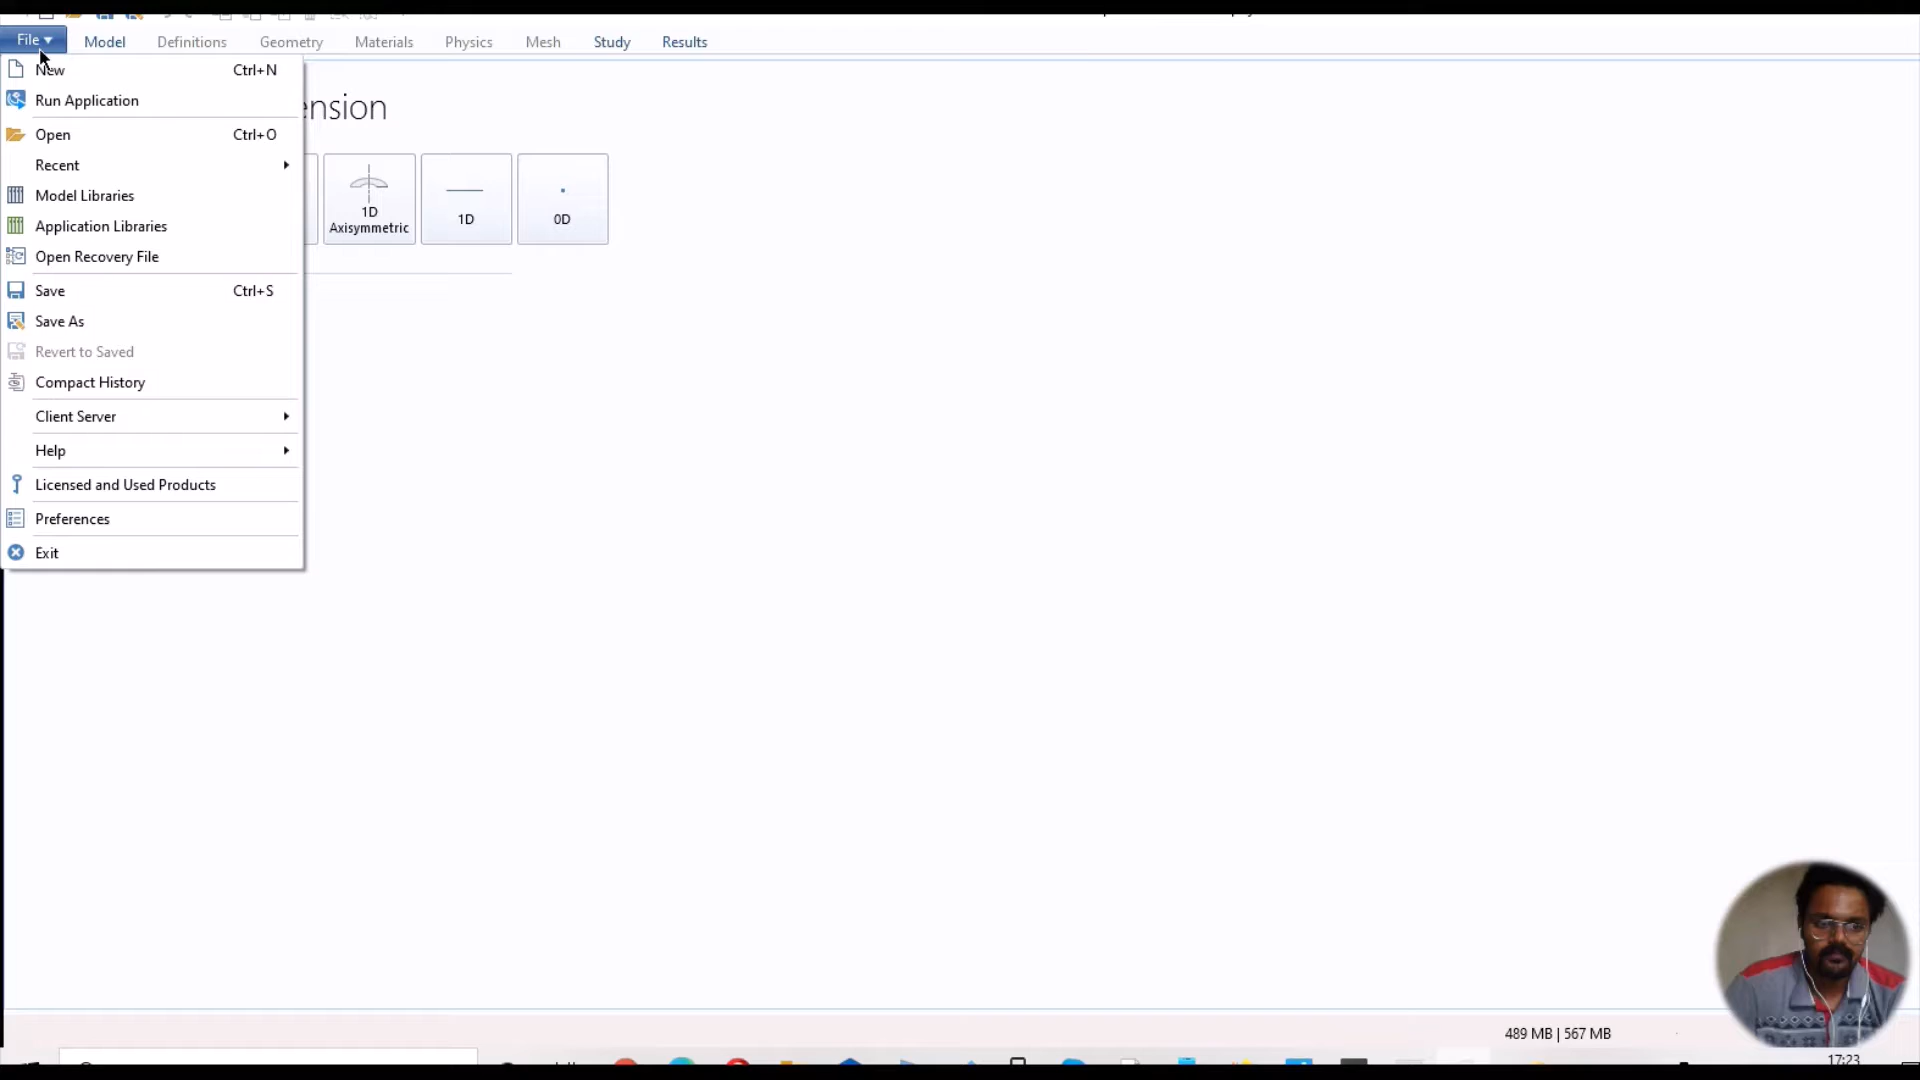 File Model Definitions Geometry Materials Physics Mesh Study Results
New Ctrl+N
Run Application
ension
Open Ctrl+O
Recent
Model Libraries
Application Libraries
Open Recovery File
1D
Axisymmetric
1D
0D
Save Ctrl+S
Save As
Revert to Saved
Compact History
Client Server
Help
Licensed and Used Products
Preferences
Exit
489 MB | 567 MB
17:23